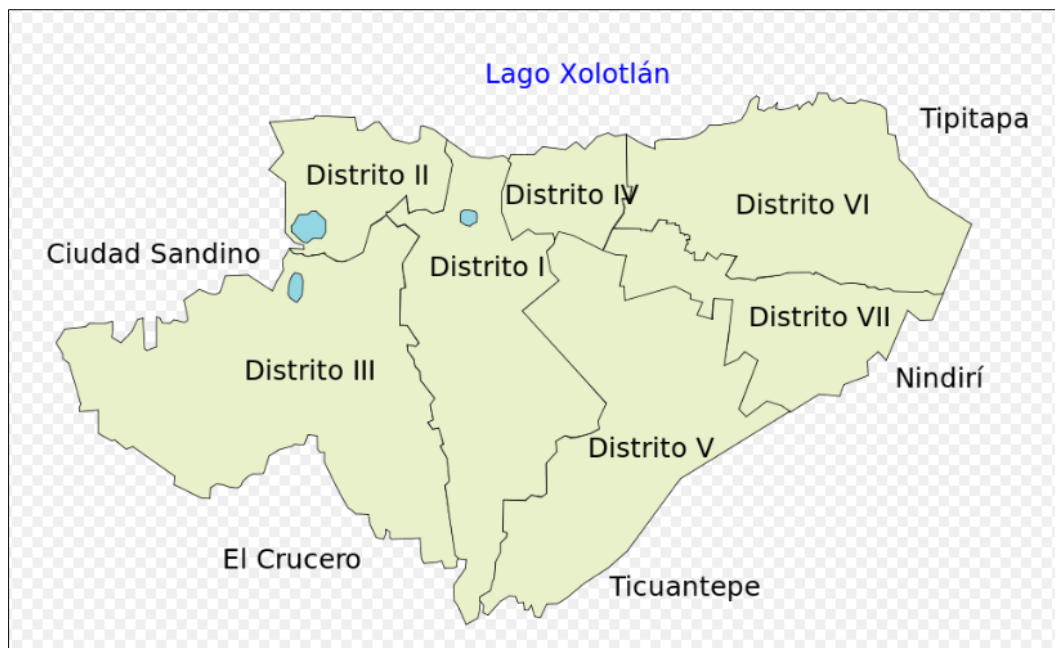 Lago Xolotlán
Tipitapa
Distrito II
Distrito IV
Distrito VI
Ciudad Sandino
Distrito I
Distrito VII
Distrito III
Nindirí
Distrito V
El Crucero
Ticuantepe